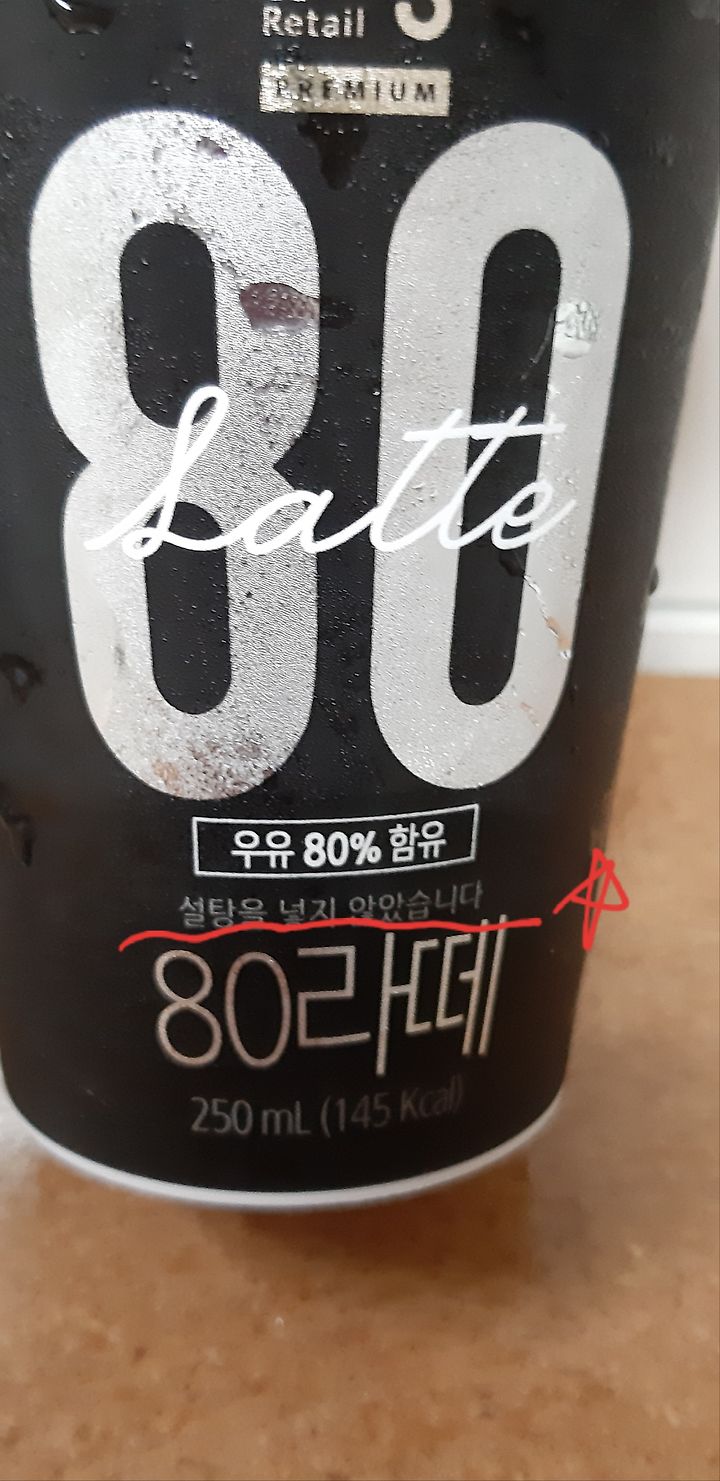 Retail
PREMIUM
80
Latte
우유 80% 함유
설탕을 넣지 않았습니다
80라떼
250 mL (145 Kcal)